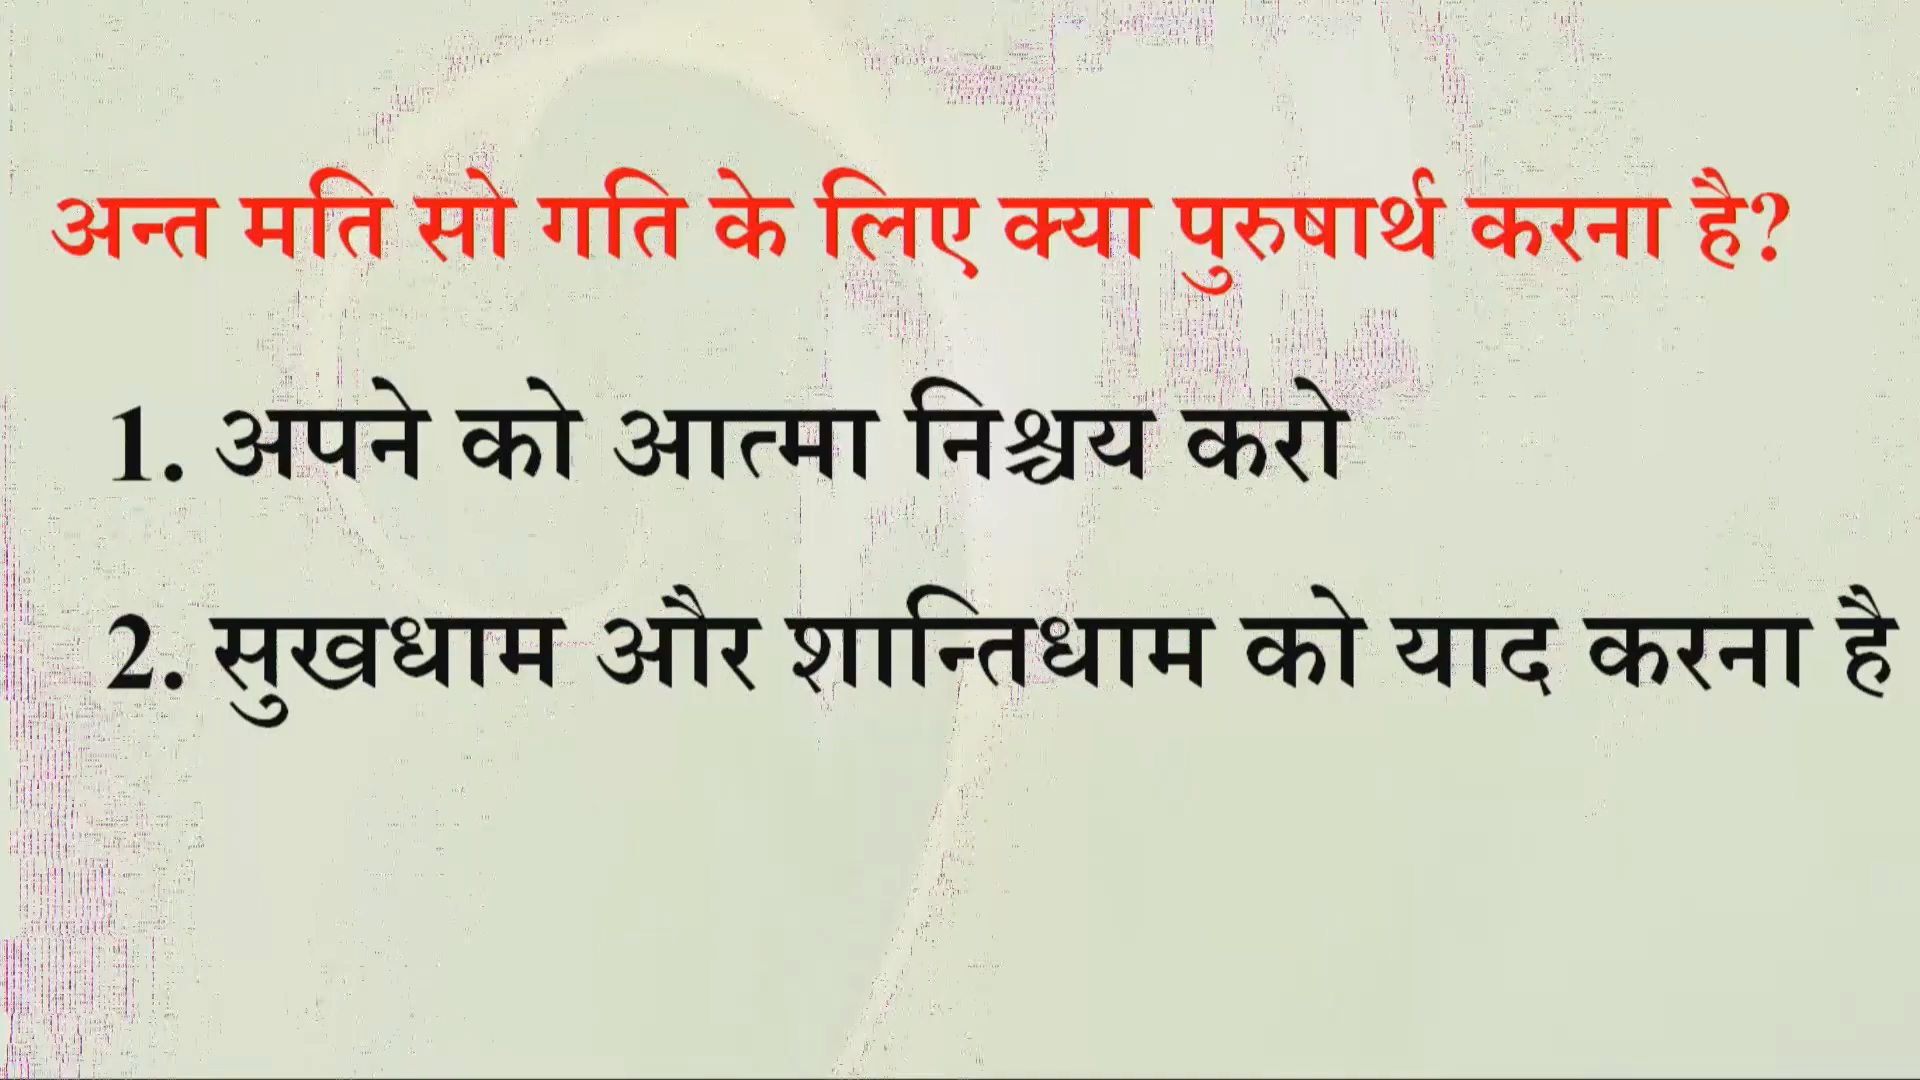 अन्त मति सो गति के लिए क्या पुरुषार्थ करना है?
1. अपने को आत्मा निश्चय करो
2. सुखधाम और शान्तिधाम को याद करना है